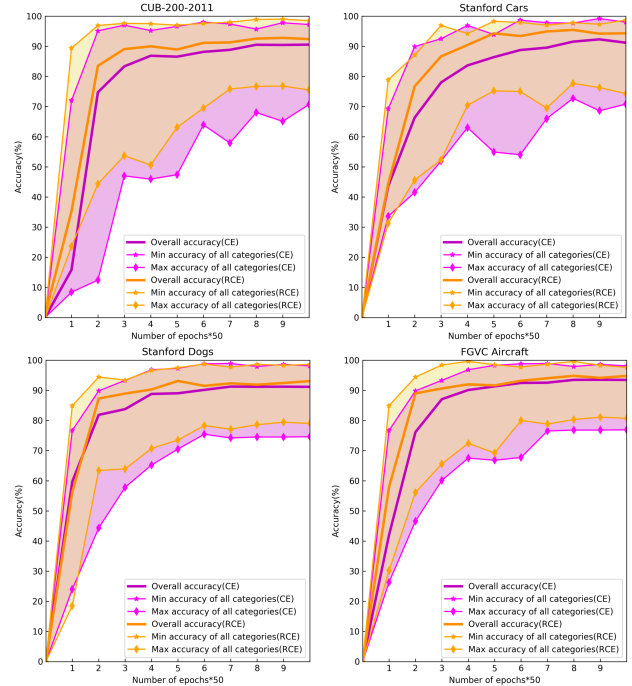 CUB-200-2011
100
90
80
70
60
50
40
30
20
10
0
Accuracy(%)
Overall accuracy(CE)
Min accuracy of all categories(CE)
Max accuracy of all categories(CE)
Overall accuracy(RCE)
Min accuracy of all categories(RCE)
Max accuracy of all categories(RCE)
1 2 3 4 5 6 7 8 9
Number of epochs*50
Stanford Cars
100
90
80
70
60
50
40
30
20
10
0
Accuracy(%)
Overall accuracy(CE)
Min accuracy of all categories(CE)
Max accuracy of all categories(CE)
Overall accuracy(RCE)
Min accuracy of all categories(RCE)
Max accuracy of all categories(RCE)
1 2 3 4 5 6 7 8 9
Number of epochs*50
Stanford Dogs
100
90
80
70
60
50
40
30
20
10
0
Accuracy(%)
Overall accuracy(CE)
Min accuracy of all categories(CE)
Max accuracy of all categories(CE)
Overall accuracy(RCE)
Min accuracy of all categories(RCE)
Max accuracy of all categories(RCE)
1 2 3 4 5 6 7 8 9
Number of epochs*50
FGVC Aircraft
100
90
80
70
60
50
40
30
20
10
0
Accuracy(%)
Overall accuracy(CE)
Min accuracy of all categories(CE)
Max accuracy of all categories(CE)
Overall accuracy(RCE)
Min accuracy of all categories(RCE)
Max accuracy of all categories(RCE)
1 2 3 4 5 6 7 8 9
Number of epochs*50